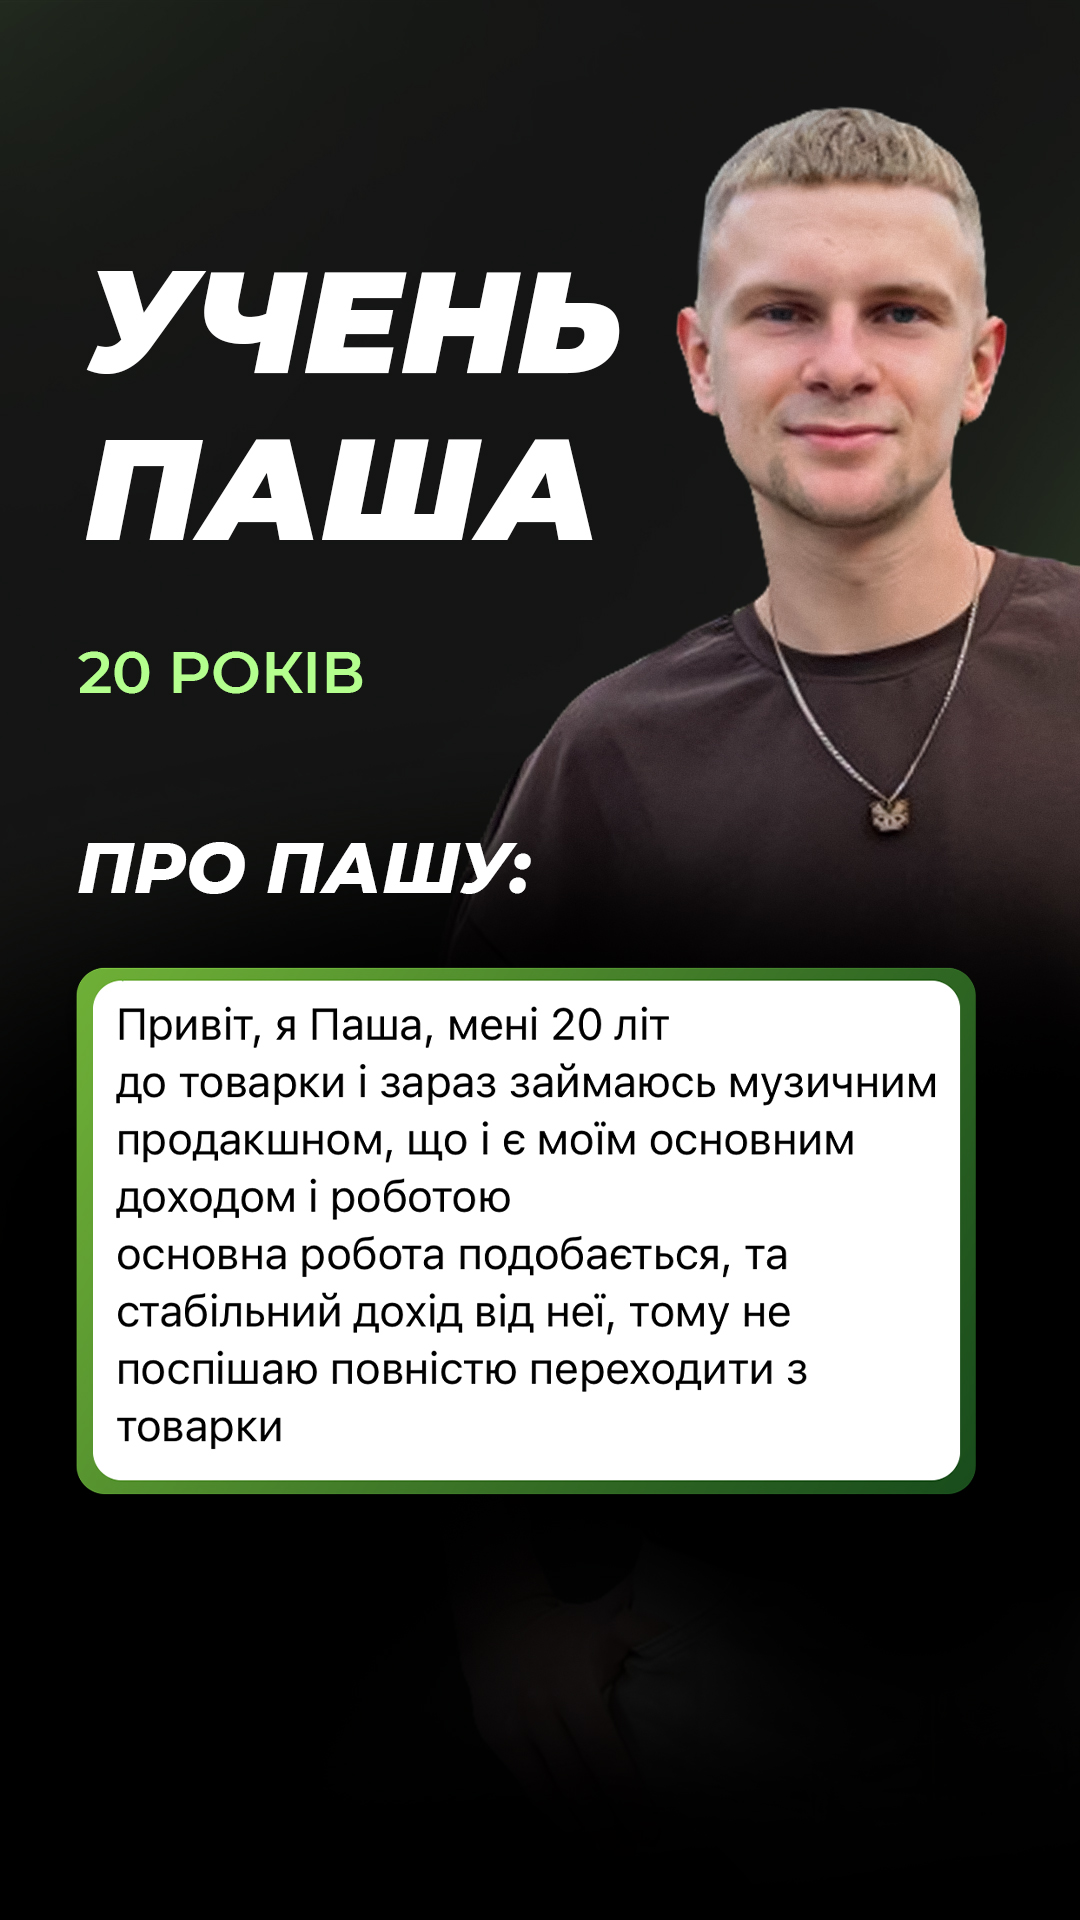 УЧЕНЬ
ПАША
20 РОКІВ
ПРО ПАШУ:
Привіт, я Паша, мені 20 літ
до товарки і зараз займаюсь музичним
продакшном, що і є моїм основним
доходом і роботою
основна робота подобається, та
стабільний дохід від неї, тому не
поспішаю повністю переходити з
товарки